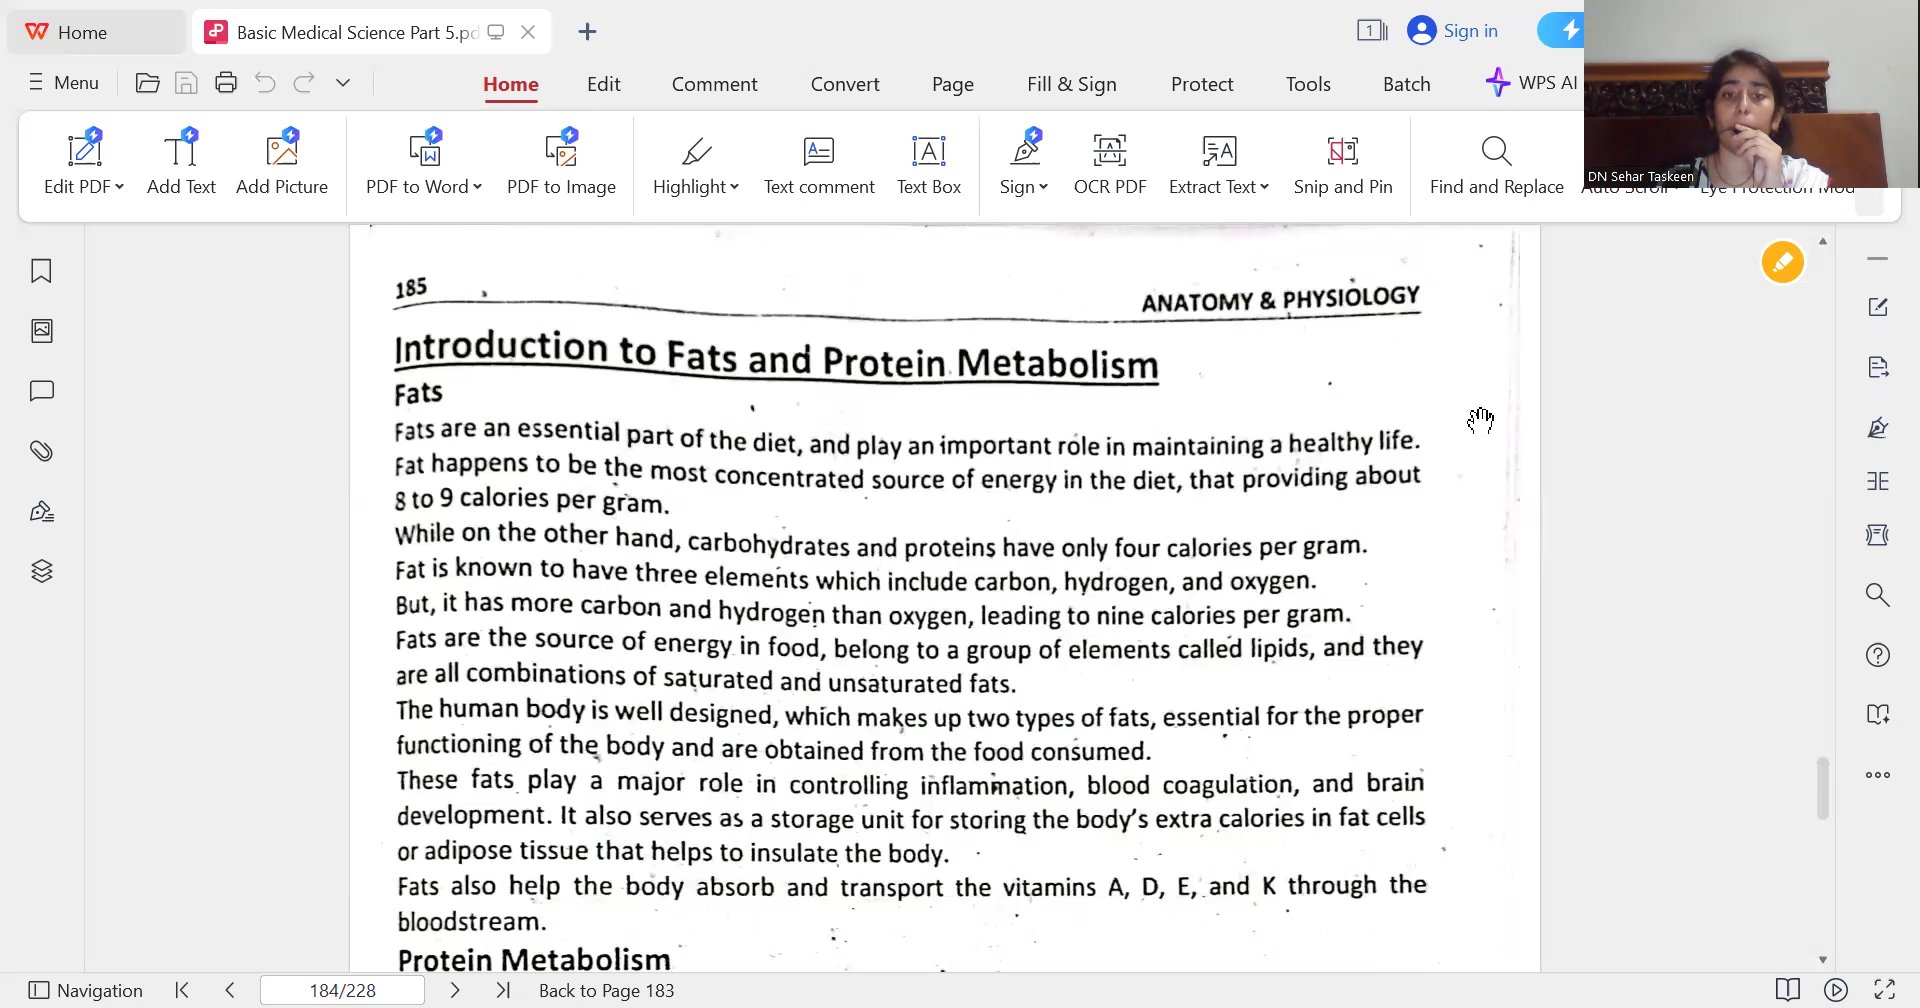 Home
Basic Medical Science Part 5.pd
1
Sign in
Menu
Home Edit Comment Convert Page Fill & Sign Protect Tools Batch WPS AI
Edit PDF Add Text Add Picture PDF to Word PDF to Image Highlight Text comment Text Box Sign OCR PDF Extract Text Snip and Pin Find and Replace
DN Sehar Taskeen
185 ANATOMY & PHYSIOLOGY
Introduction to Fats and Protein Metabolism
Fats
Fats are an essential part of the diet, and play an important role in maintaining a healthy life.
Fat happens to be the most concentrated source of energy in the diet, that providing about
8 to 9 calories per gram.
While on the other hand, carbohydrates and proteins have only four calories per gram.
Fat is known to have three elements which include carbon, hydrogen, and oxygen.
But, it has more carbon and hydrogen than oxygen, leading to nine calories per gram.
Fats are the source of energy in food, belong to a group of elements called lipids, and they
are all combinations of saturated and unsaturated fats.
The human body is well designed, which makes up two types of fats, essential for the proper
functioning of the body and are obtained from the food consumed.
These fats play a major role in controlling inflammation, blood coagulation, and brain
development. It also serves as a storage unit for storing the body's extra calories in fat cells
or adipose tissue that helps to insulate the body.
Fats also help the body absorb and transport the vitamins A, D, E, and K through the
bloodstream.
Protein Metabolism
Navigation 184/228 Back to Page 183